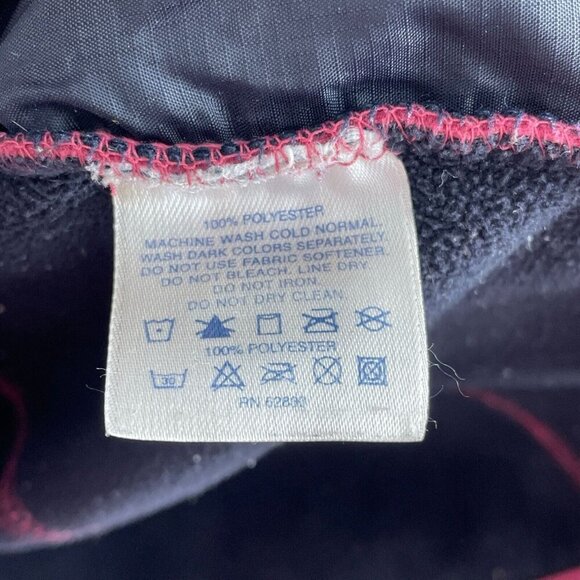 100% POLYESTER
MACHINE WASH COLD NORMAL.
WASH DARK COLORS SEPARATELY
DO NOT USE FABRIC SOFTENER.
DO NOT BLEACH. LINE DRY.
DO NOT IRON.
DO NOT DRY CLEAN.
100% POLYESTER
30
RN